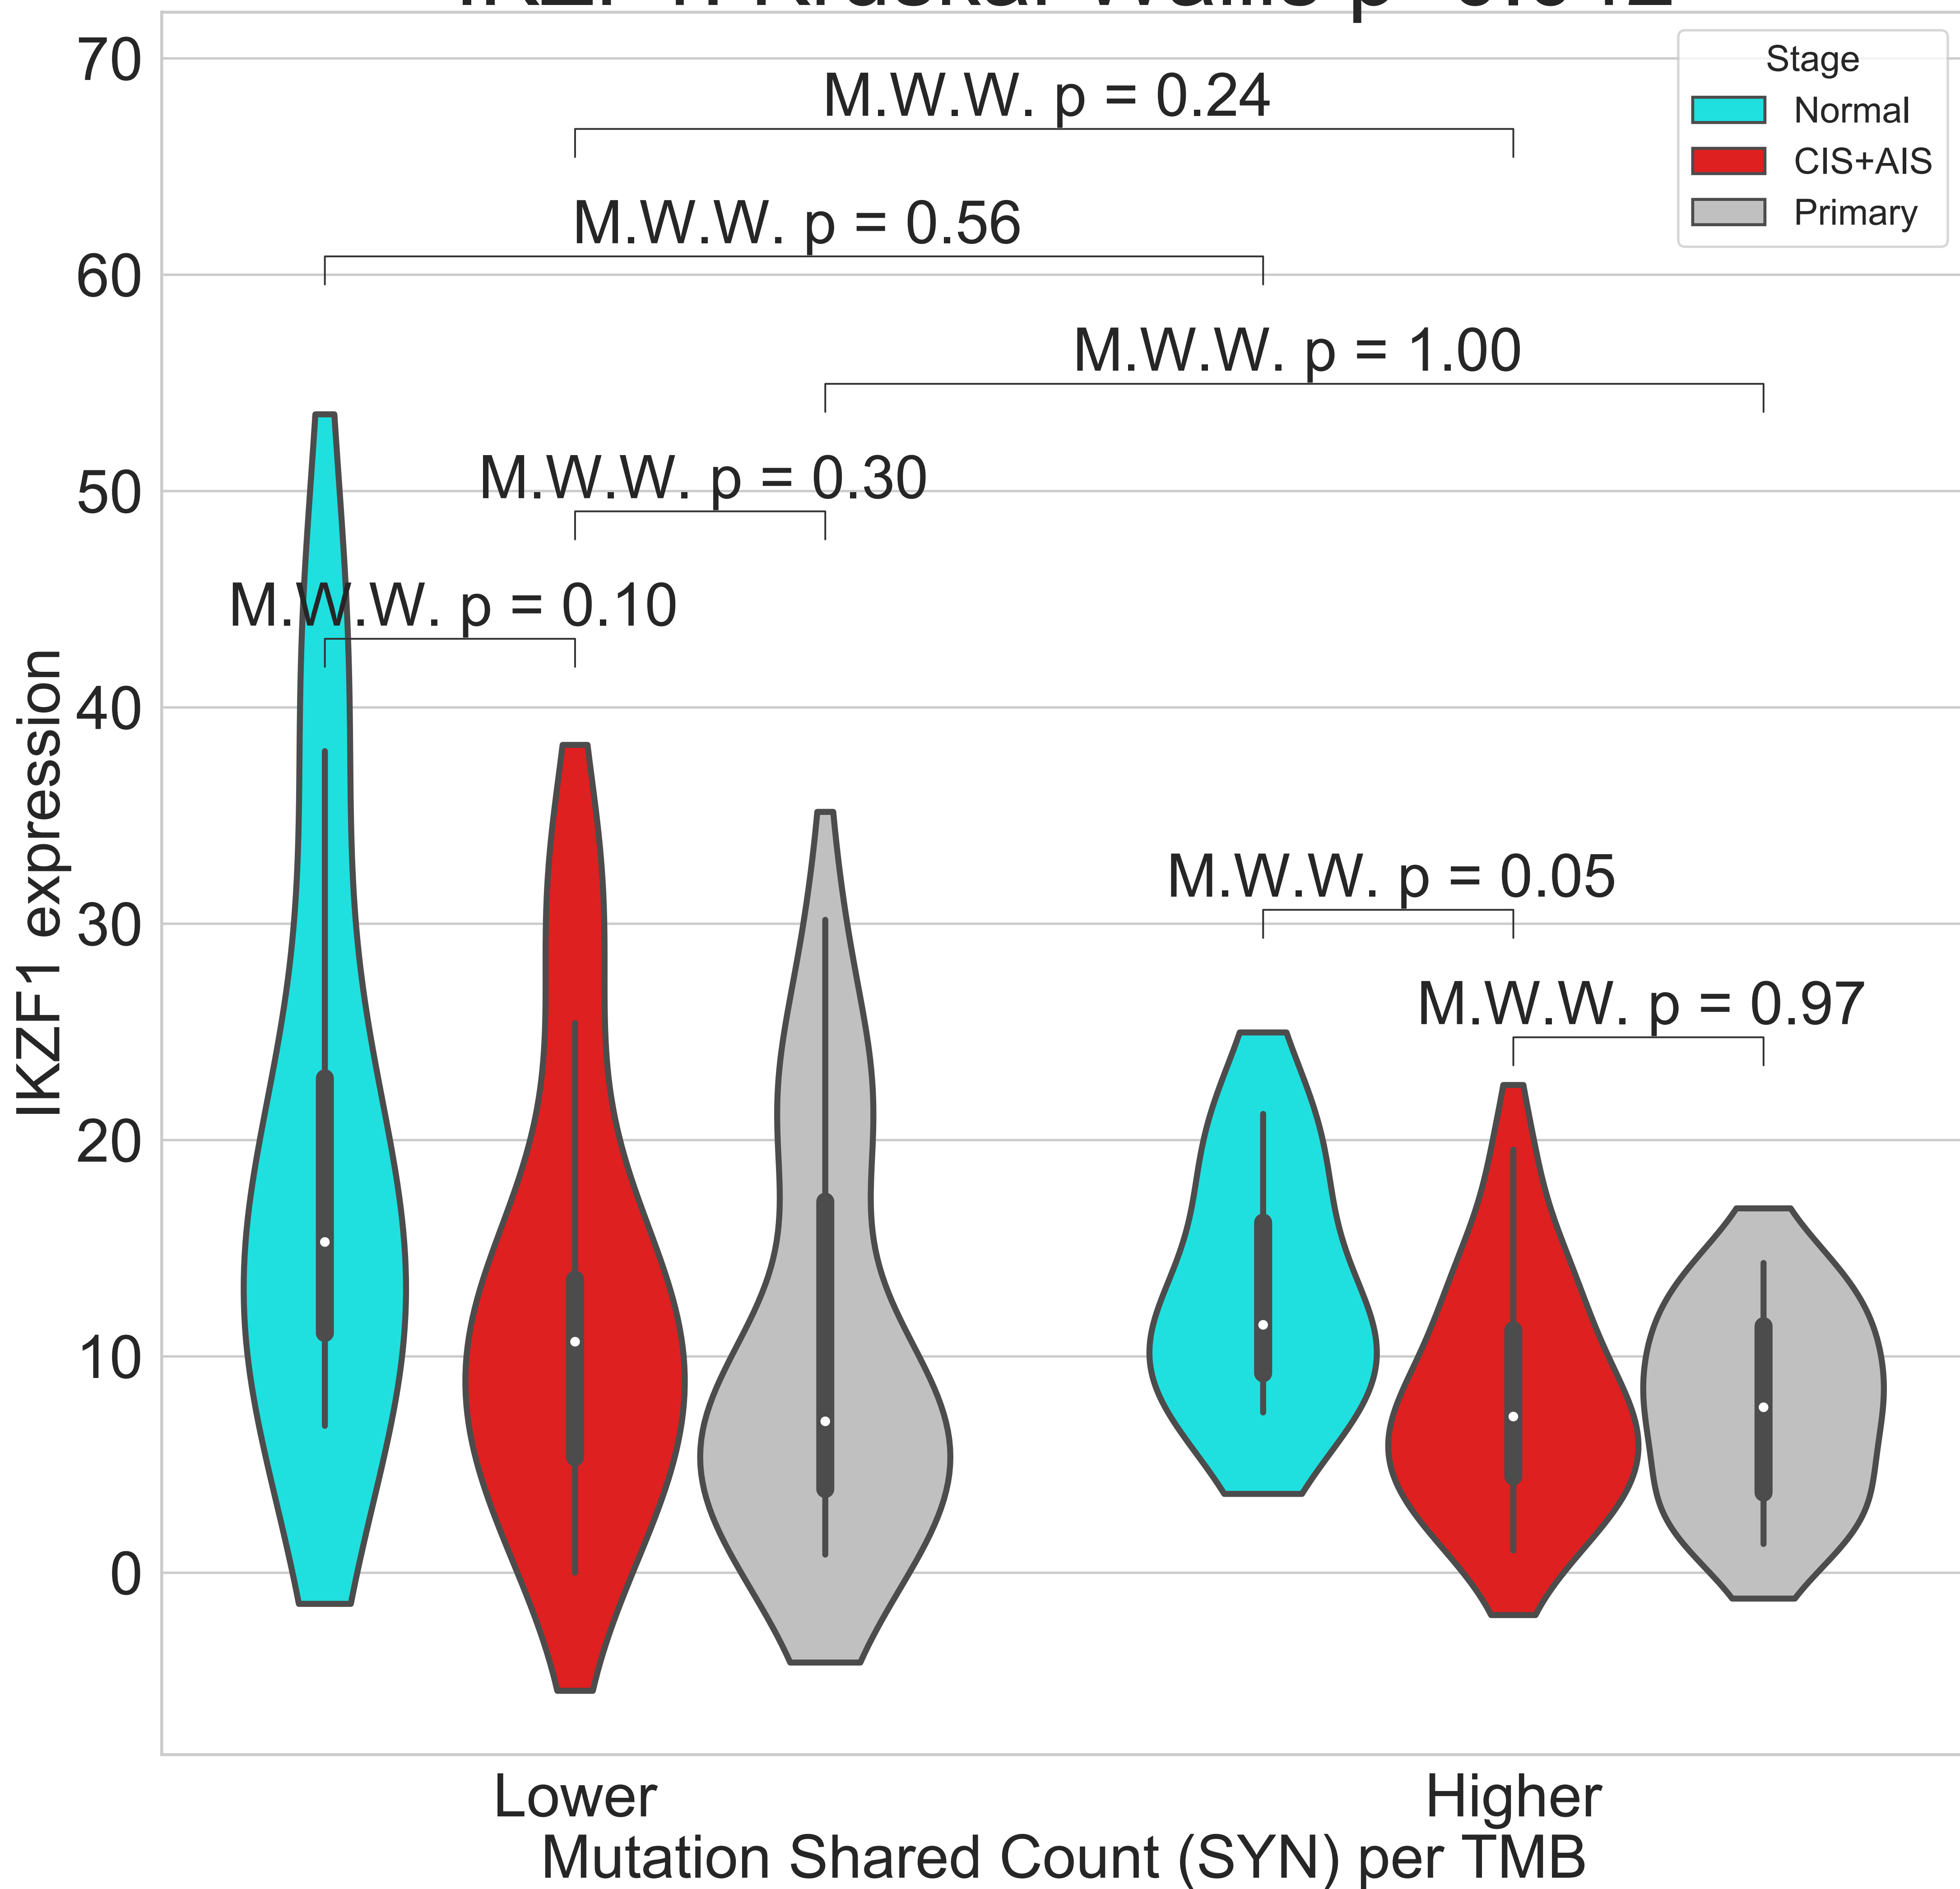 70
60
50
40
30
20
10
0
IKZF1 expression
M.W.W. p = 0.24
M.W.W. p = 0.56
M.W.W. p = 1.00
M.W.W. p = 0.30
M.W.W. p = 0.10
M.W.W. p = 0.05
M.W.W. p = 0.97
Stage
Normal
CIS+AIS
Primary
Lower
Higher
Mutation Shared Count (SYN) per TMB